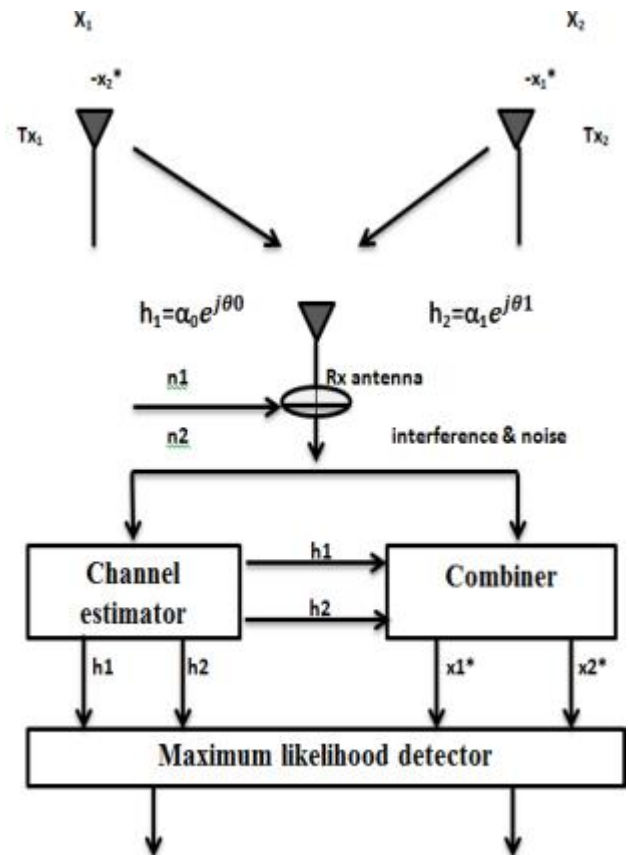 X₁ X₂
-x₂* -x₁*
Tx₁ Tx₂
h₁=α₀e^{jθ0} h₂=α₁e^{jθ1}
n1 Rx antenna
n2 interference & noise
h1
Channel estimator Combiner
h2
h1 h2 x1* x2*
Maximum likelihood detector